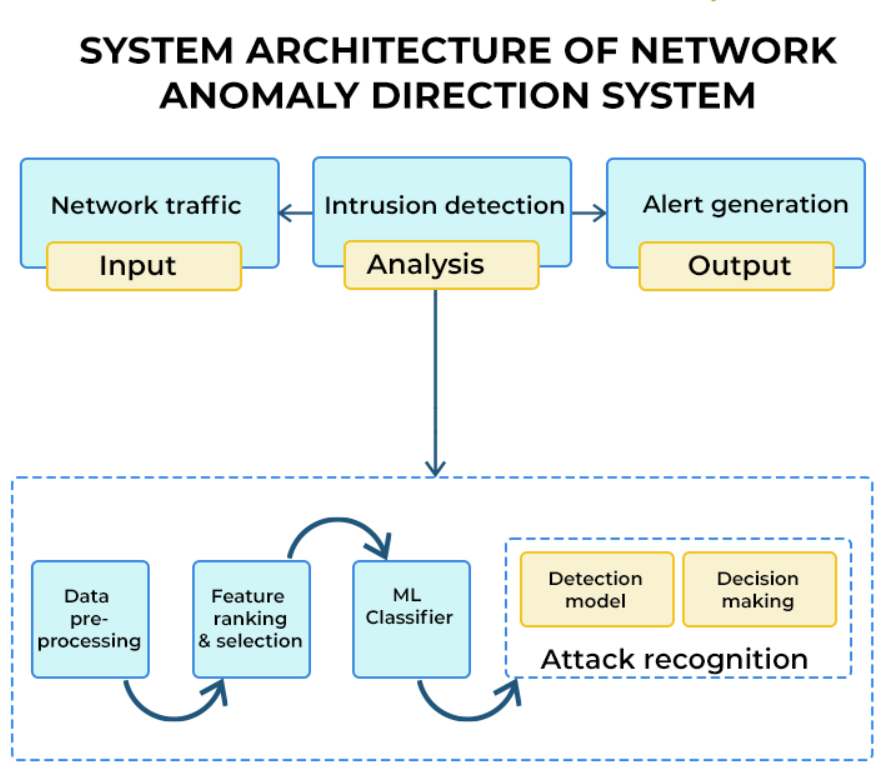 SYSTEM ARCHITECTURE OF NETWORK
ANOMALY DIRECTION SYSTEM
Network traffic
Input
Intrusion detection
Analysis
Alert generation
Output
Data
pre-
processing
Feature
ranking
& selection
ML
Classifier
Detection
model
Decision
making
Attack recognition